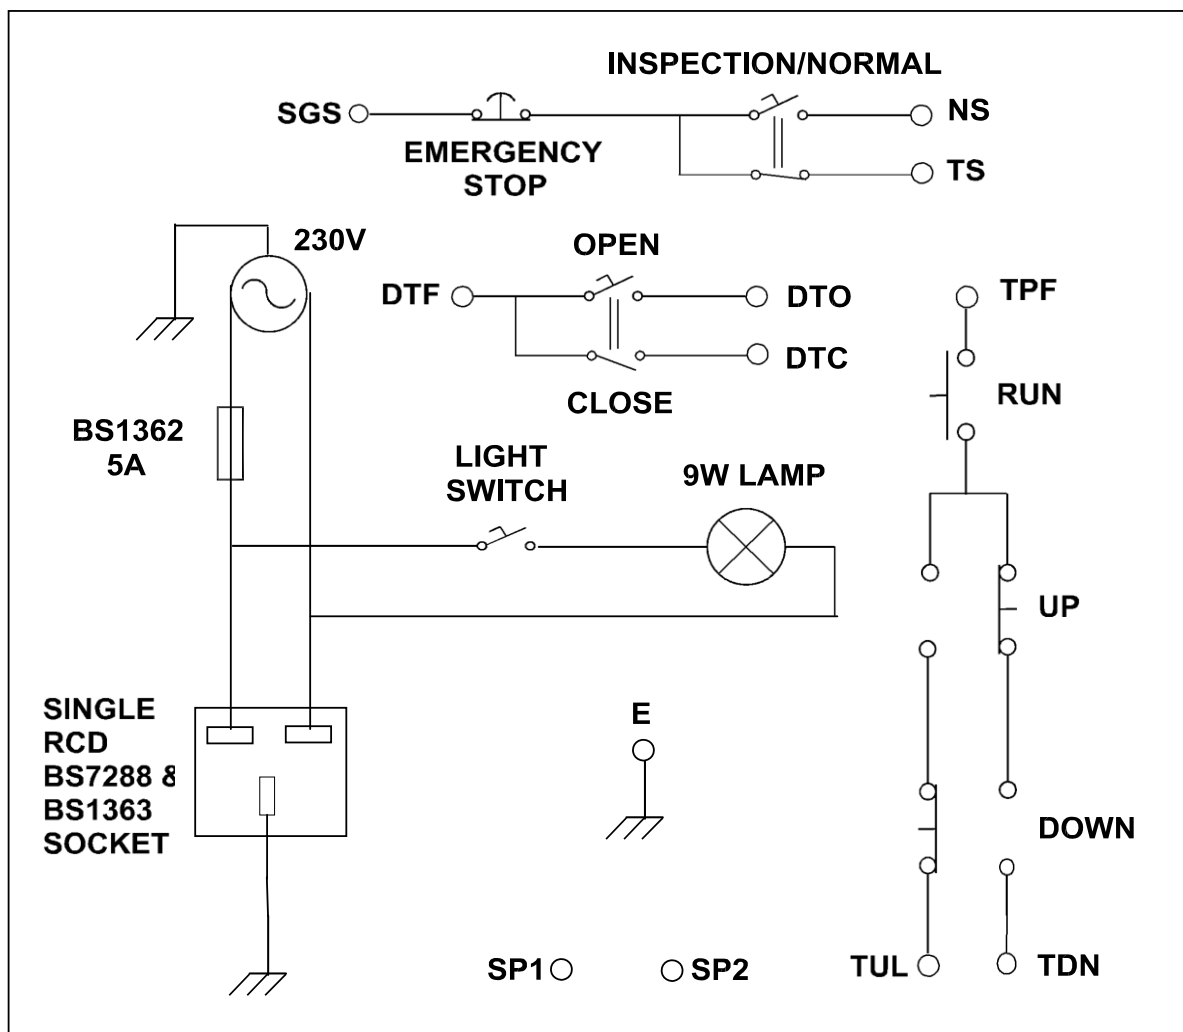 INSPECTION/NORMAL
SGS
NS
EMERGENCY
STOP
TS
230V
OPEN
DTF
DTO
TPF
DTC
CLOSE
RUN
BS1362
5A
LIGHT
SWITCH
9W LAMP
UP
SINGLE
RCD
BS7288 &
BS1363
SOCKET
E
DOWN
SP1
SP2
TUL
TDN